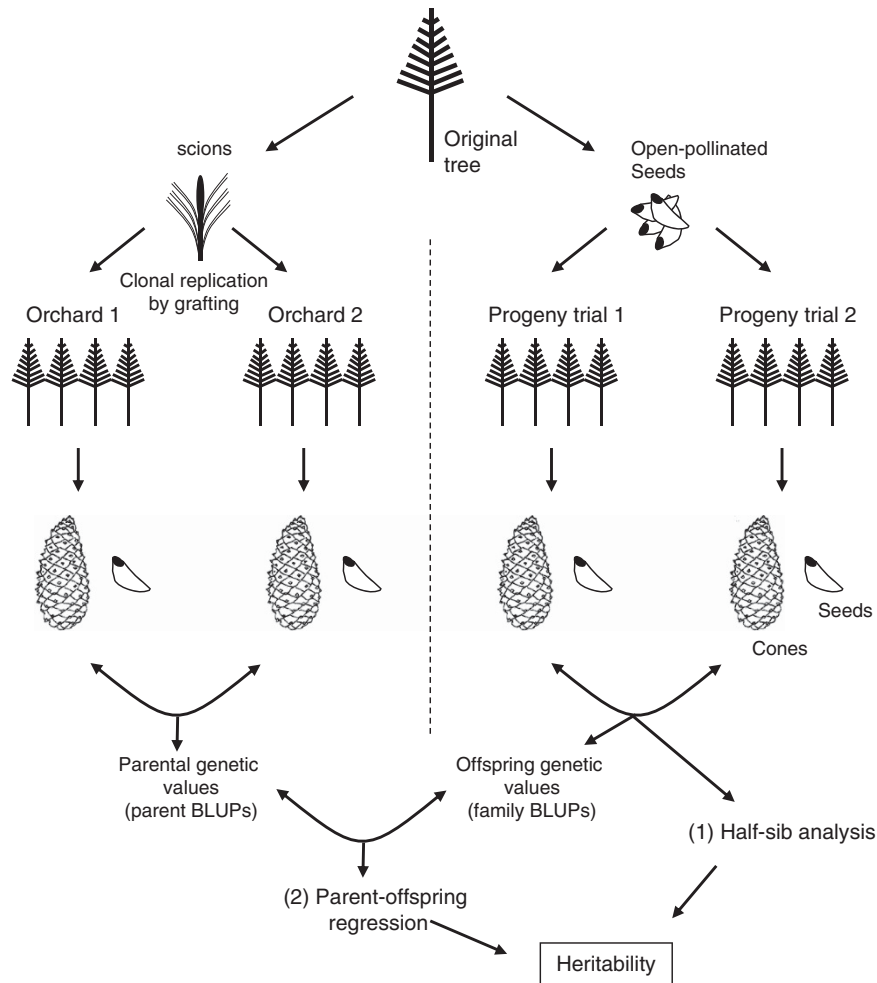 Original
tree
scions
Open-pollinated
Seeds
Clonal replication
by grafting
Orchard 1
Orchard 2
Progeny trial 1
Progeny trial 2
Seeds
Cones
Parental genetic
values
(parent BLUPs)
Offspring genetic
values
(family BLUPs)
(1) Half-sib analysis
(2) Parent-offspring
regression
Heritability